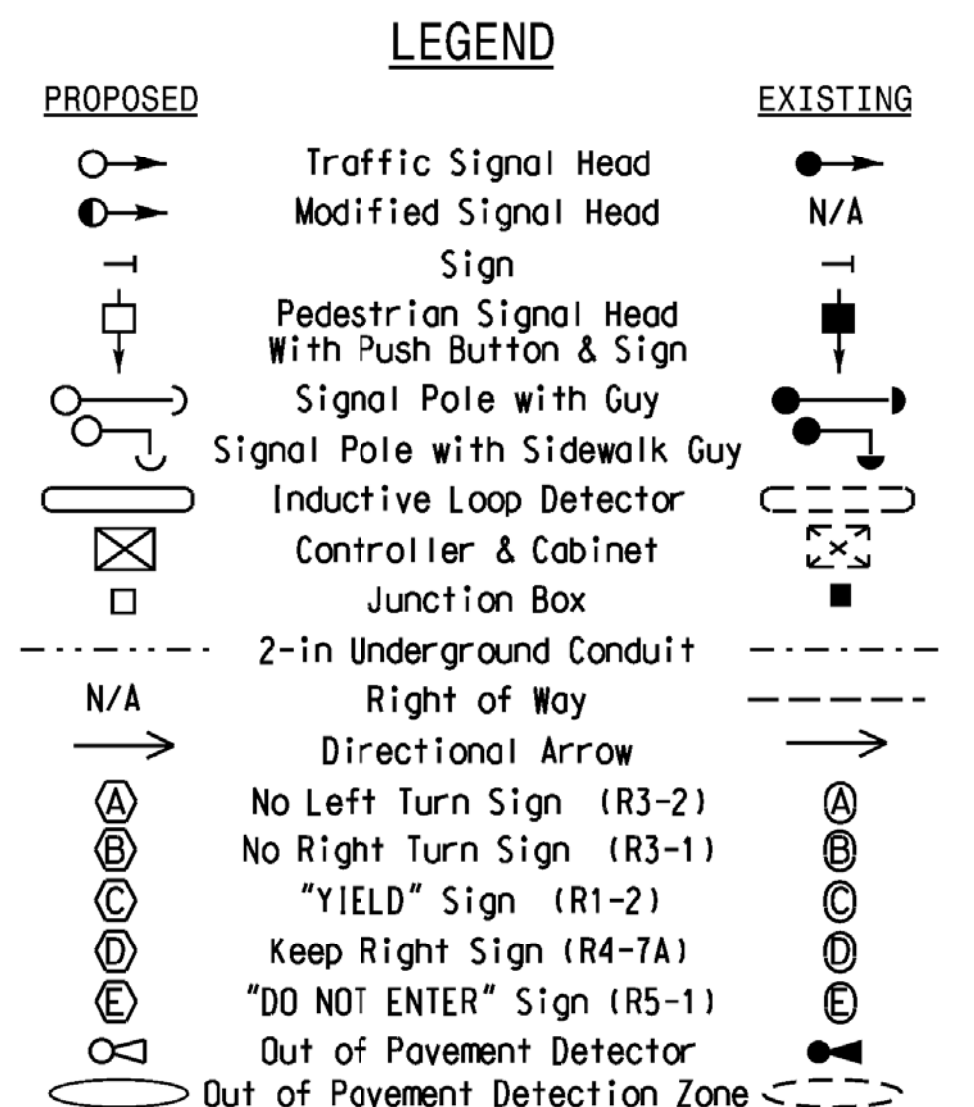 LEGEND
PROPOSED EXISTING
Traffic Signal Head
Modified Signal Head N/A
Sign
Pedestrian Signal Head
With Push Button & Sign
Signal Pole with Guy
Signal Pole with Sidewalk Guy
Inductive Loop Detector
Controller & Cabinet
Junction Box
2-in Underground Conduit
N/A Right of Way
Directional Arrow
A No Left Turn Sign (R3-2) A
B No Right Turn Sign (R3-1) B
C "YIELD" Sign (R1-2) C
D Keep Right Sign (R4-7A) D
E "DO NOT ENTER" Sign (R5-1) E
Out of Pavement Detector
Out of Pavement Detection Zone